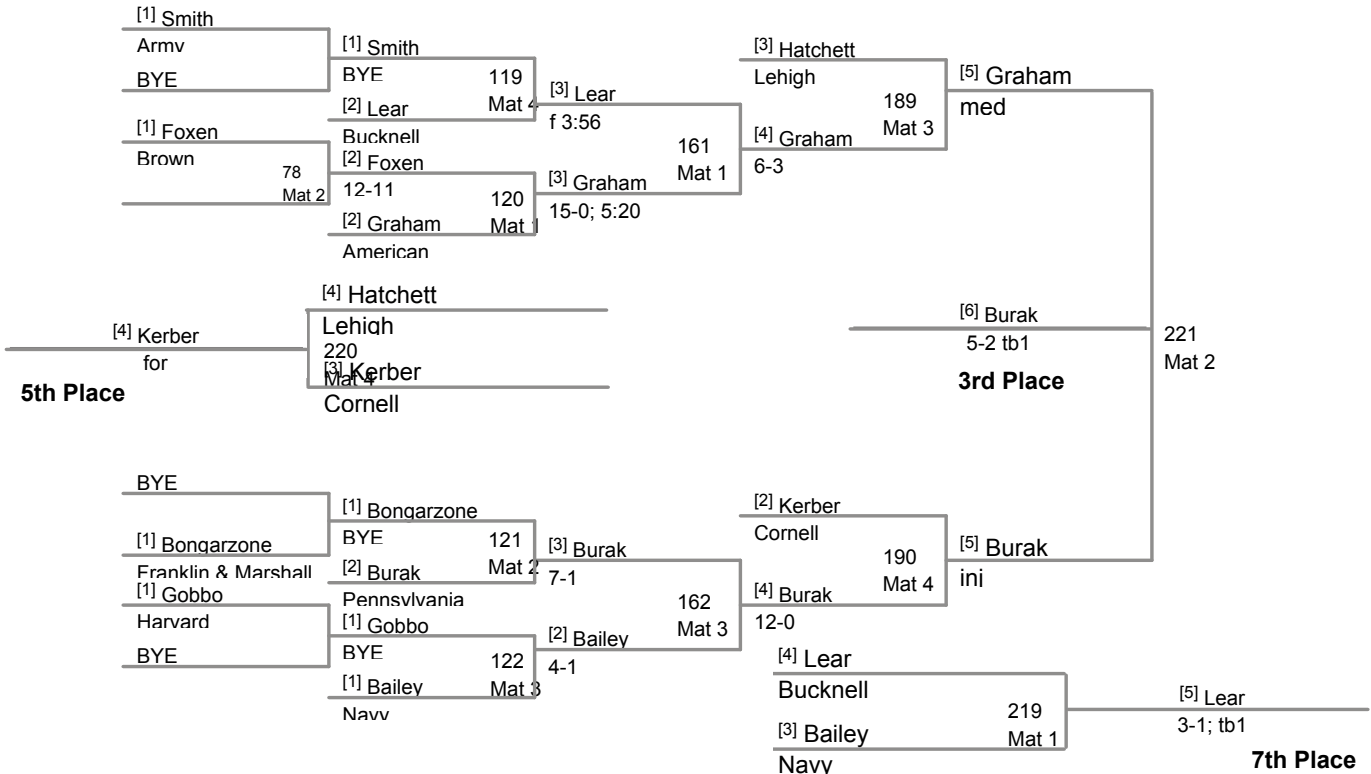 [1] Smith
Army
BYE
[1] Foxen
Brown
78
Mat 2
[1] Smith
BYE
119
Mat 4
[2] Lear
Bucknell
[2] Foxen
12-11
120
Mat 1
[2] Graham
American
[3] Lear
f 3:56
161
Mat 1
[3] Graham
15-0; 5:20
[3] Hatchett
Lehigh
189
Mat 3
[4] Graham
6-3
[5] Graham
med
[4] Hatchett
Lehigh
220
Mat 4
[3] Kerber
Cornell
[4] Kerber
for
5th Place
[6] Burak
5-2 tb1
3rd Place
221
Mat 2
BYE
[1] Bongarzone
Franklin & Marshall
[1] Gobbo
Harvard
BYE
[1] Bongarzone
BYE
121
Mat 2
[2] Burak
Pennsylvania
[1] Gobbo
BYE
122
Mat 3
[1] Bailey
Navy
[3] Burak
7-1
162
Mat 3
[2] Bailey
4-1
[2] Kerber
Cornell
190
Mat 4
[4] Burak
12-0
[5] Burak
ini
[4] Lear
Bucknell
219
Mat 1
[3] Bailey
Navy
[5] Lear
3-1; tb1
7th Place